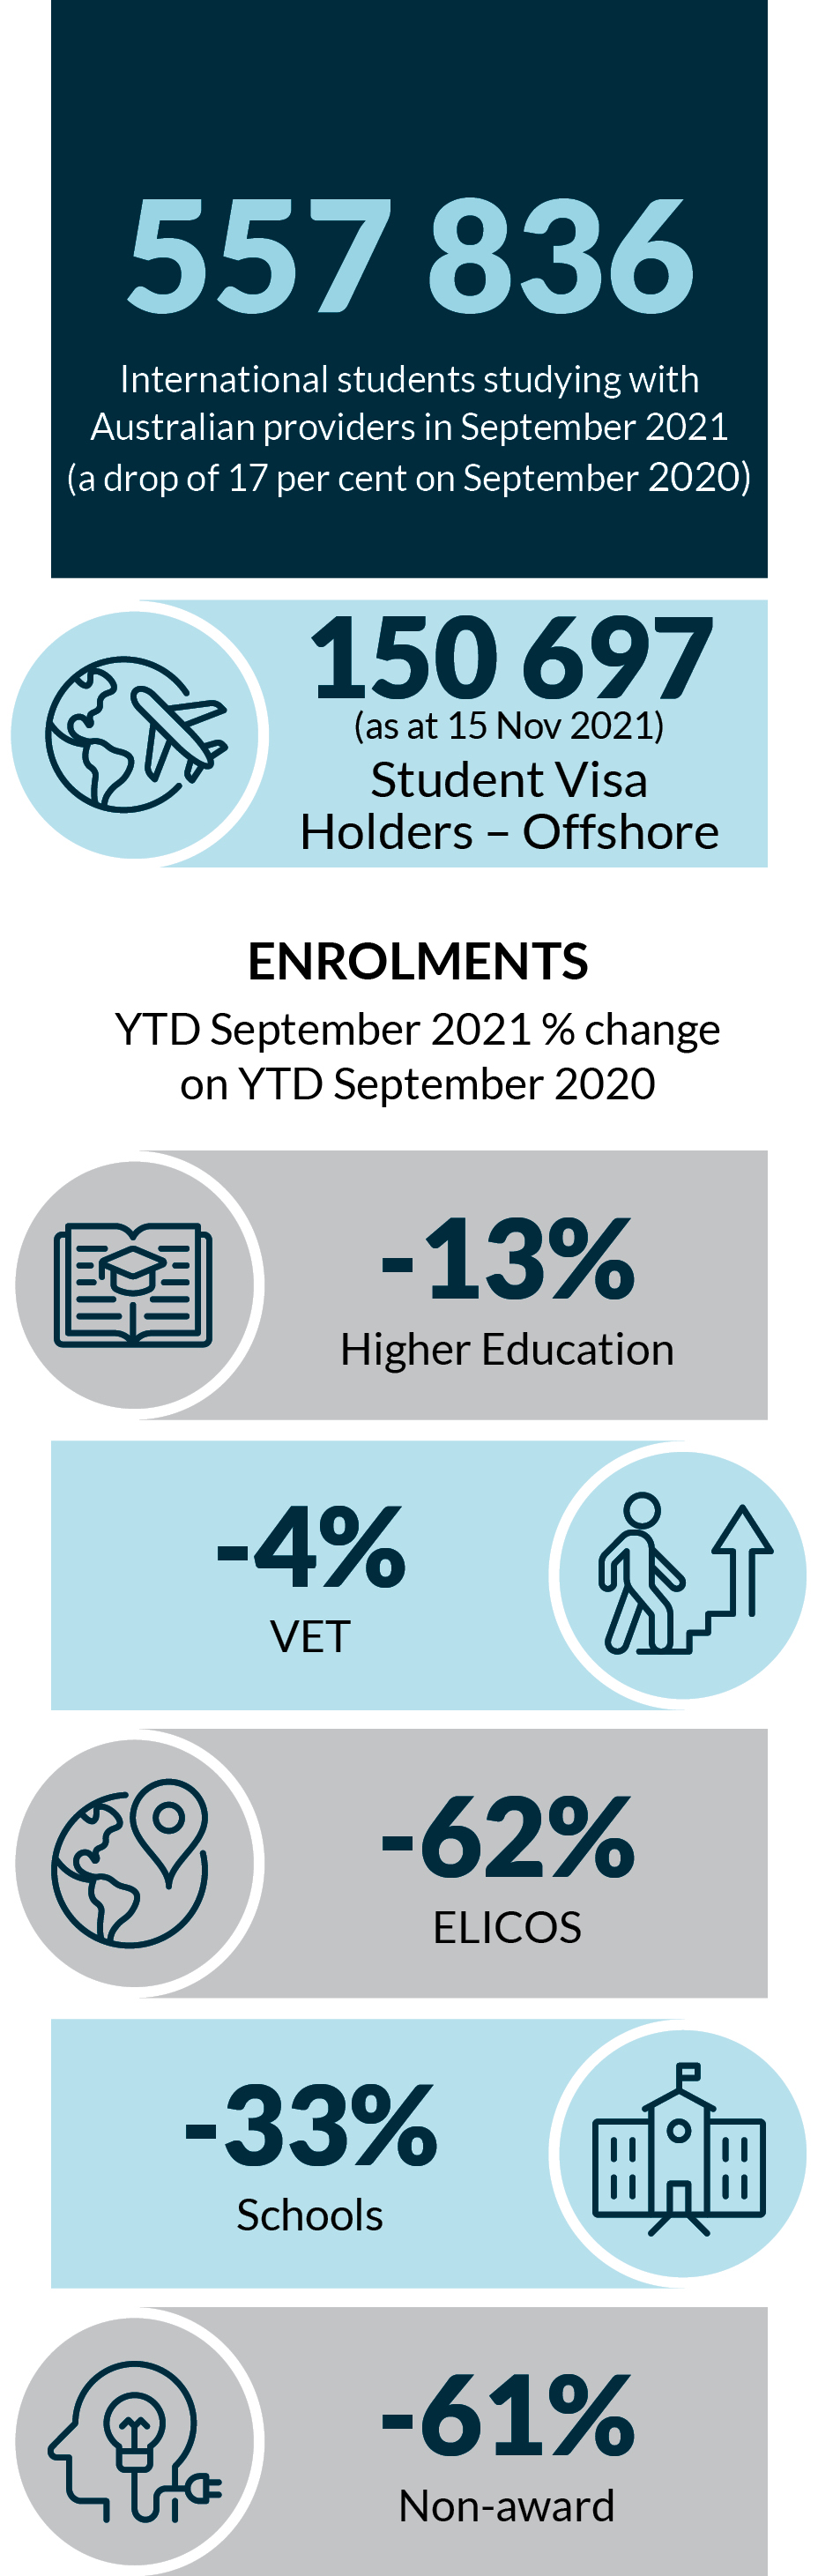 557 836
International students studying with
Australian providers in September 2021
(a drop of 17 per cent on September 2020)
150 697
(as at 15 Nov 2021)
Student Visa
Holders – Offshore
ENROLMENTS
YTD September 2021 % change
on YTD September 2020
-13%
Higher Education
-4%
VET
-62%
ELICOS
-33%
Schools
-61%
Non-award